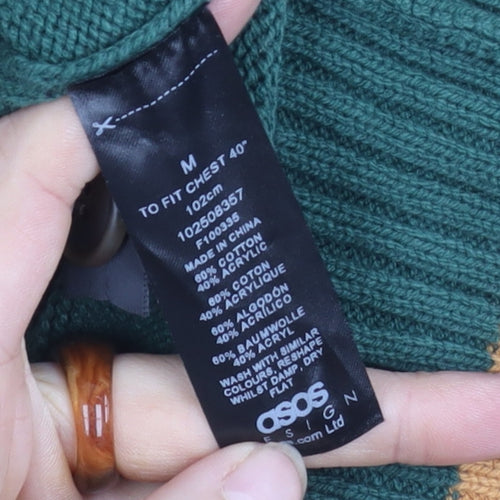 M
TO FIT CHEST 40"
102cm
102508357
F100335
MADE IN CHINA
60% COTTON
40% ACRYLIC
60% COTON
40% ACRYLIQUE
60% ALGODÓN
40% ACRÍLICO
60% BAUMWOLLE
40% ACRYL
WASH WITH SIMILAR
COLOURS, RESHAPE
WHILST DAMP, DRY
FLAT
asos
ESIGN
.com Ltd